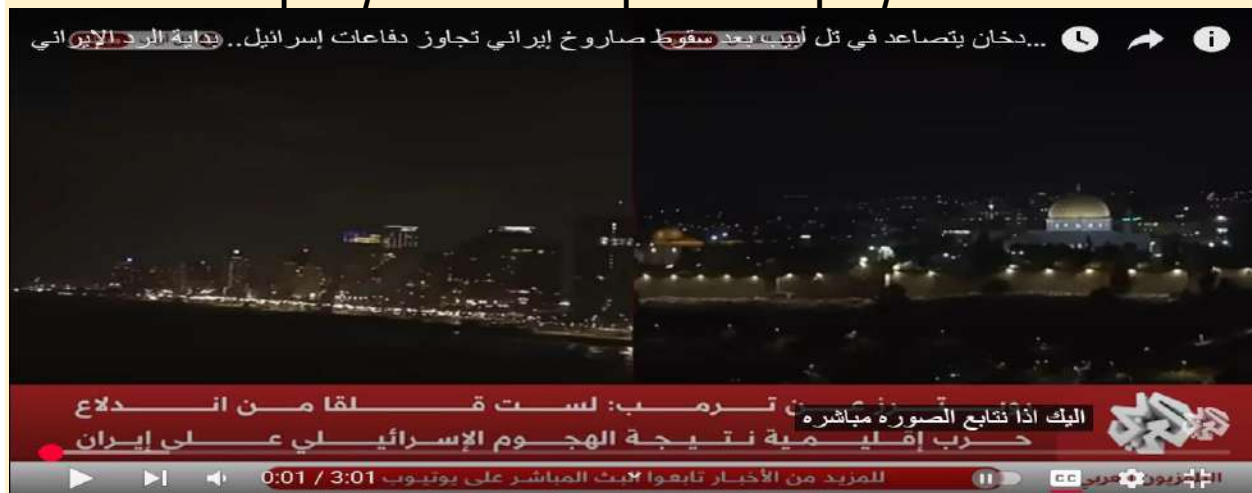 دخان يتصاعد في تل أبيب بعد سقوط صاروخ إيراني تجاوز دفاعات إسرائيل.. بداية الرد الإيراني...
ترمب: لست قلقا من اندلاع
اليك اذا نتابع الصوره مباشره
حرب إقليمية نتيجة الهجوم الإسرائيلي على إيران
0:01 / 3:01
للمزيد من الأخبار تابعوا البث المباشر على يوتيوب
CC